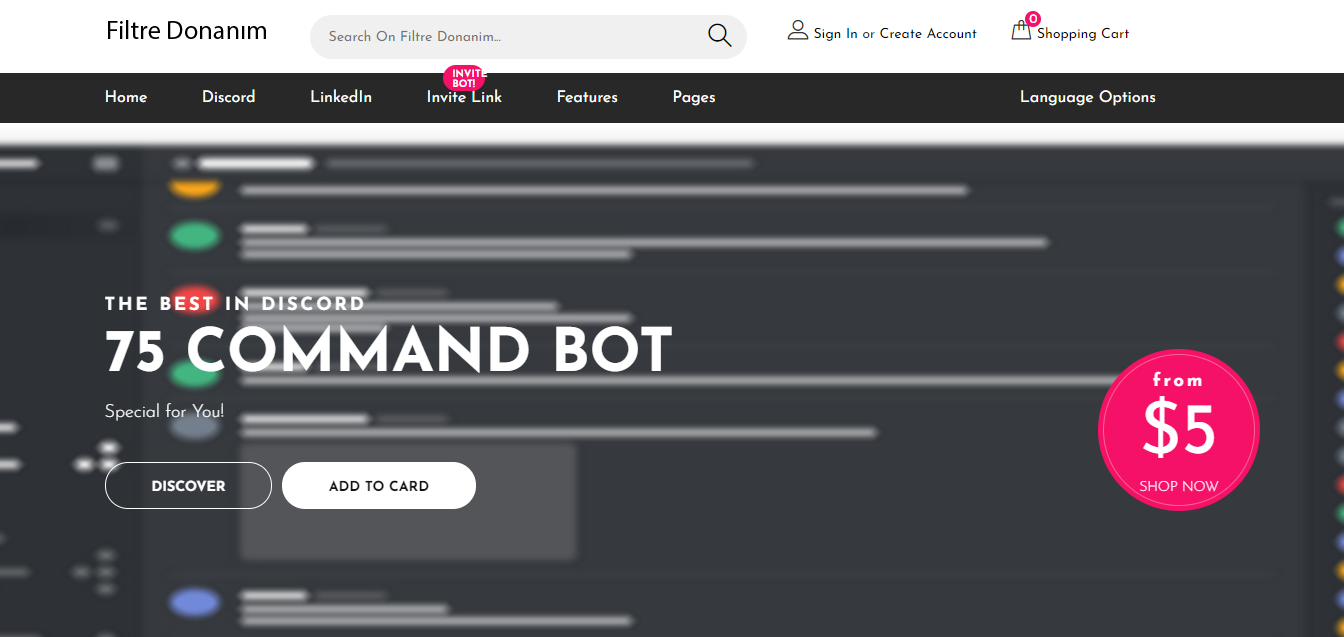 Filtre Donanım
Search On Filtre Donanim...
Sign In or Create Account
0
Shopping Cart
INVITE
BOT!
Home
Discord
LinkedIn
Invite Link
Features
Pages
Language Options
THE BEST IN DISCORD
75 COMMAND BOT
Special for You!
DISCOVER
ADD TO CARD
from
$5
SHOP NOW